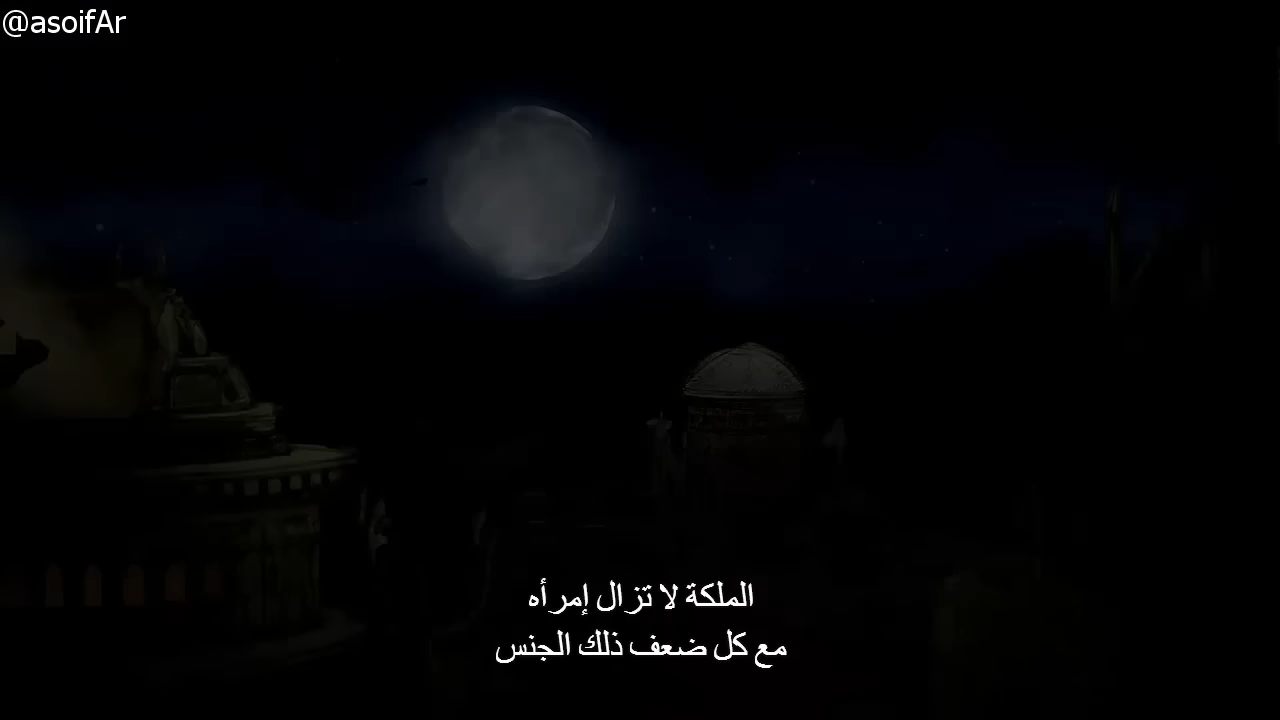 @asoifAr
الملكة لا تزال إمرأه
مع كل ضعف ذلك الجنس